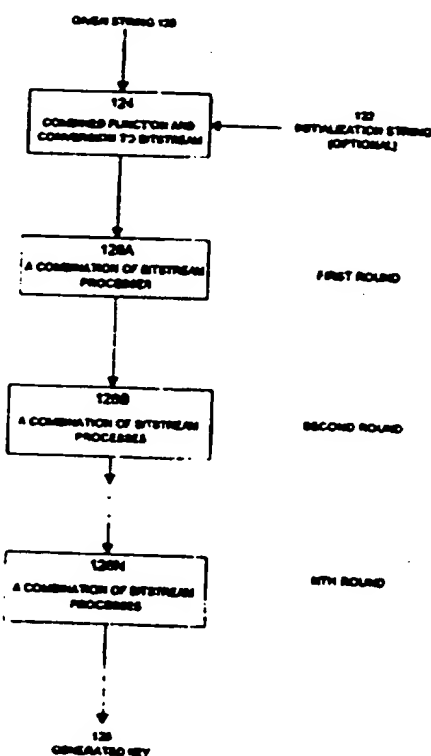 GIVEN STRING 120
124
COMBINED FUNCTION AND
CONVERSION TO BITSTREAM
122
INITIALIZATION STRING
(OPTIONAL)
126A
A COMBINATION OF BITSTREAM
PROCESSES
FIRST ROUND
126B
A COMBINATION OF BITSTREAM
PROCESSES
SECOND ROUND
126N
A COMBINATION OF BITSTREAM
PROCESSES
NTH ROUND
128
GENERATED KEY